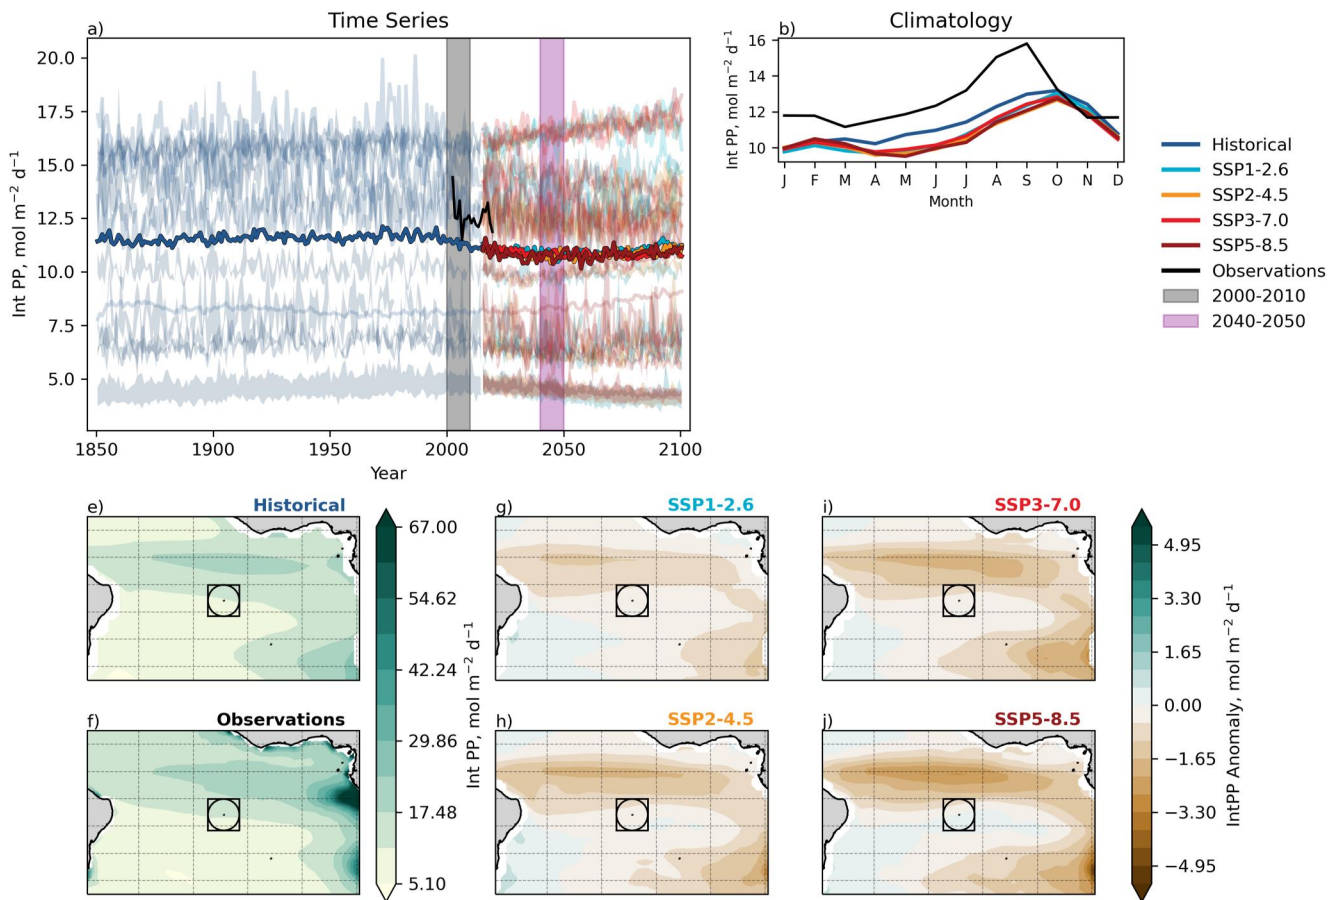 Time Series
a)
20.0
17.5
15.0
12.5
10.0
7.5
5.0
Int PP, mol m⁻² d⁻¹
1850 1900 1950 2000 2050 2100
Year
Climatology
b)
16
14
12
10
Int PP, mol m⁻² d⁻¹
J F M A M J J A S O N D
Month
Historical
SSP1-2.6
SSP2-4.5
SSP3-7.0
SSP5-8.5
Observations
2000-2010
2040-2050
e) Historical
f) Observations
67.00
54.62
42.24
29.86
17.48
5.10
Int PP, mol m⁻² d⁻¹
g) SSP1-2.6
i) SSP3-7.0
h) SSP2-4.5
j) SSP5-8.5
4.95
3.30
1.65
0.00
−1.65
−3.30
−4.95
IntPP Anomaly, mol m⁻² d⁻¹